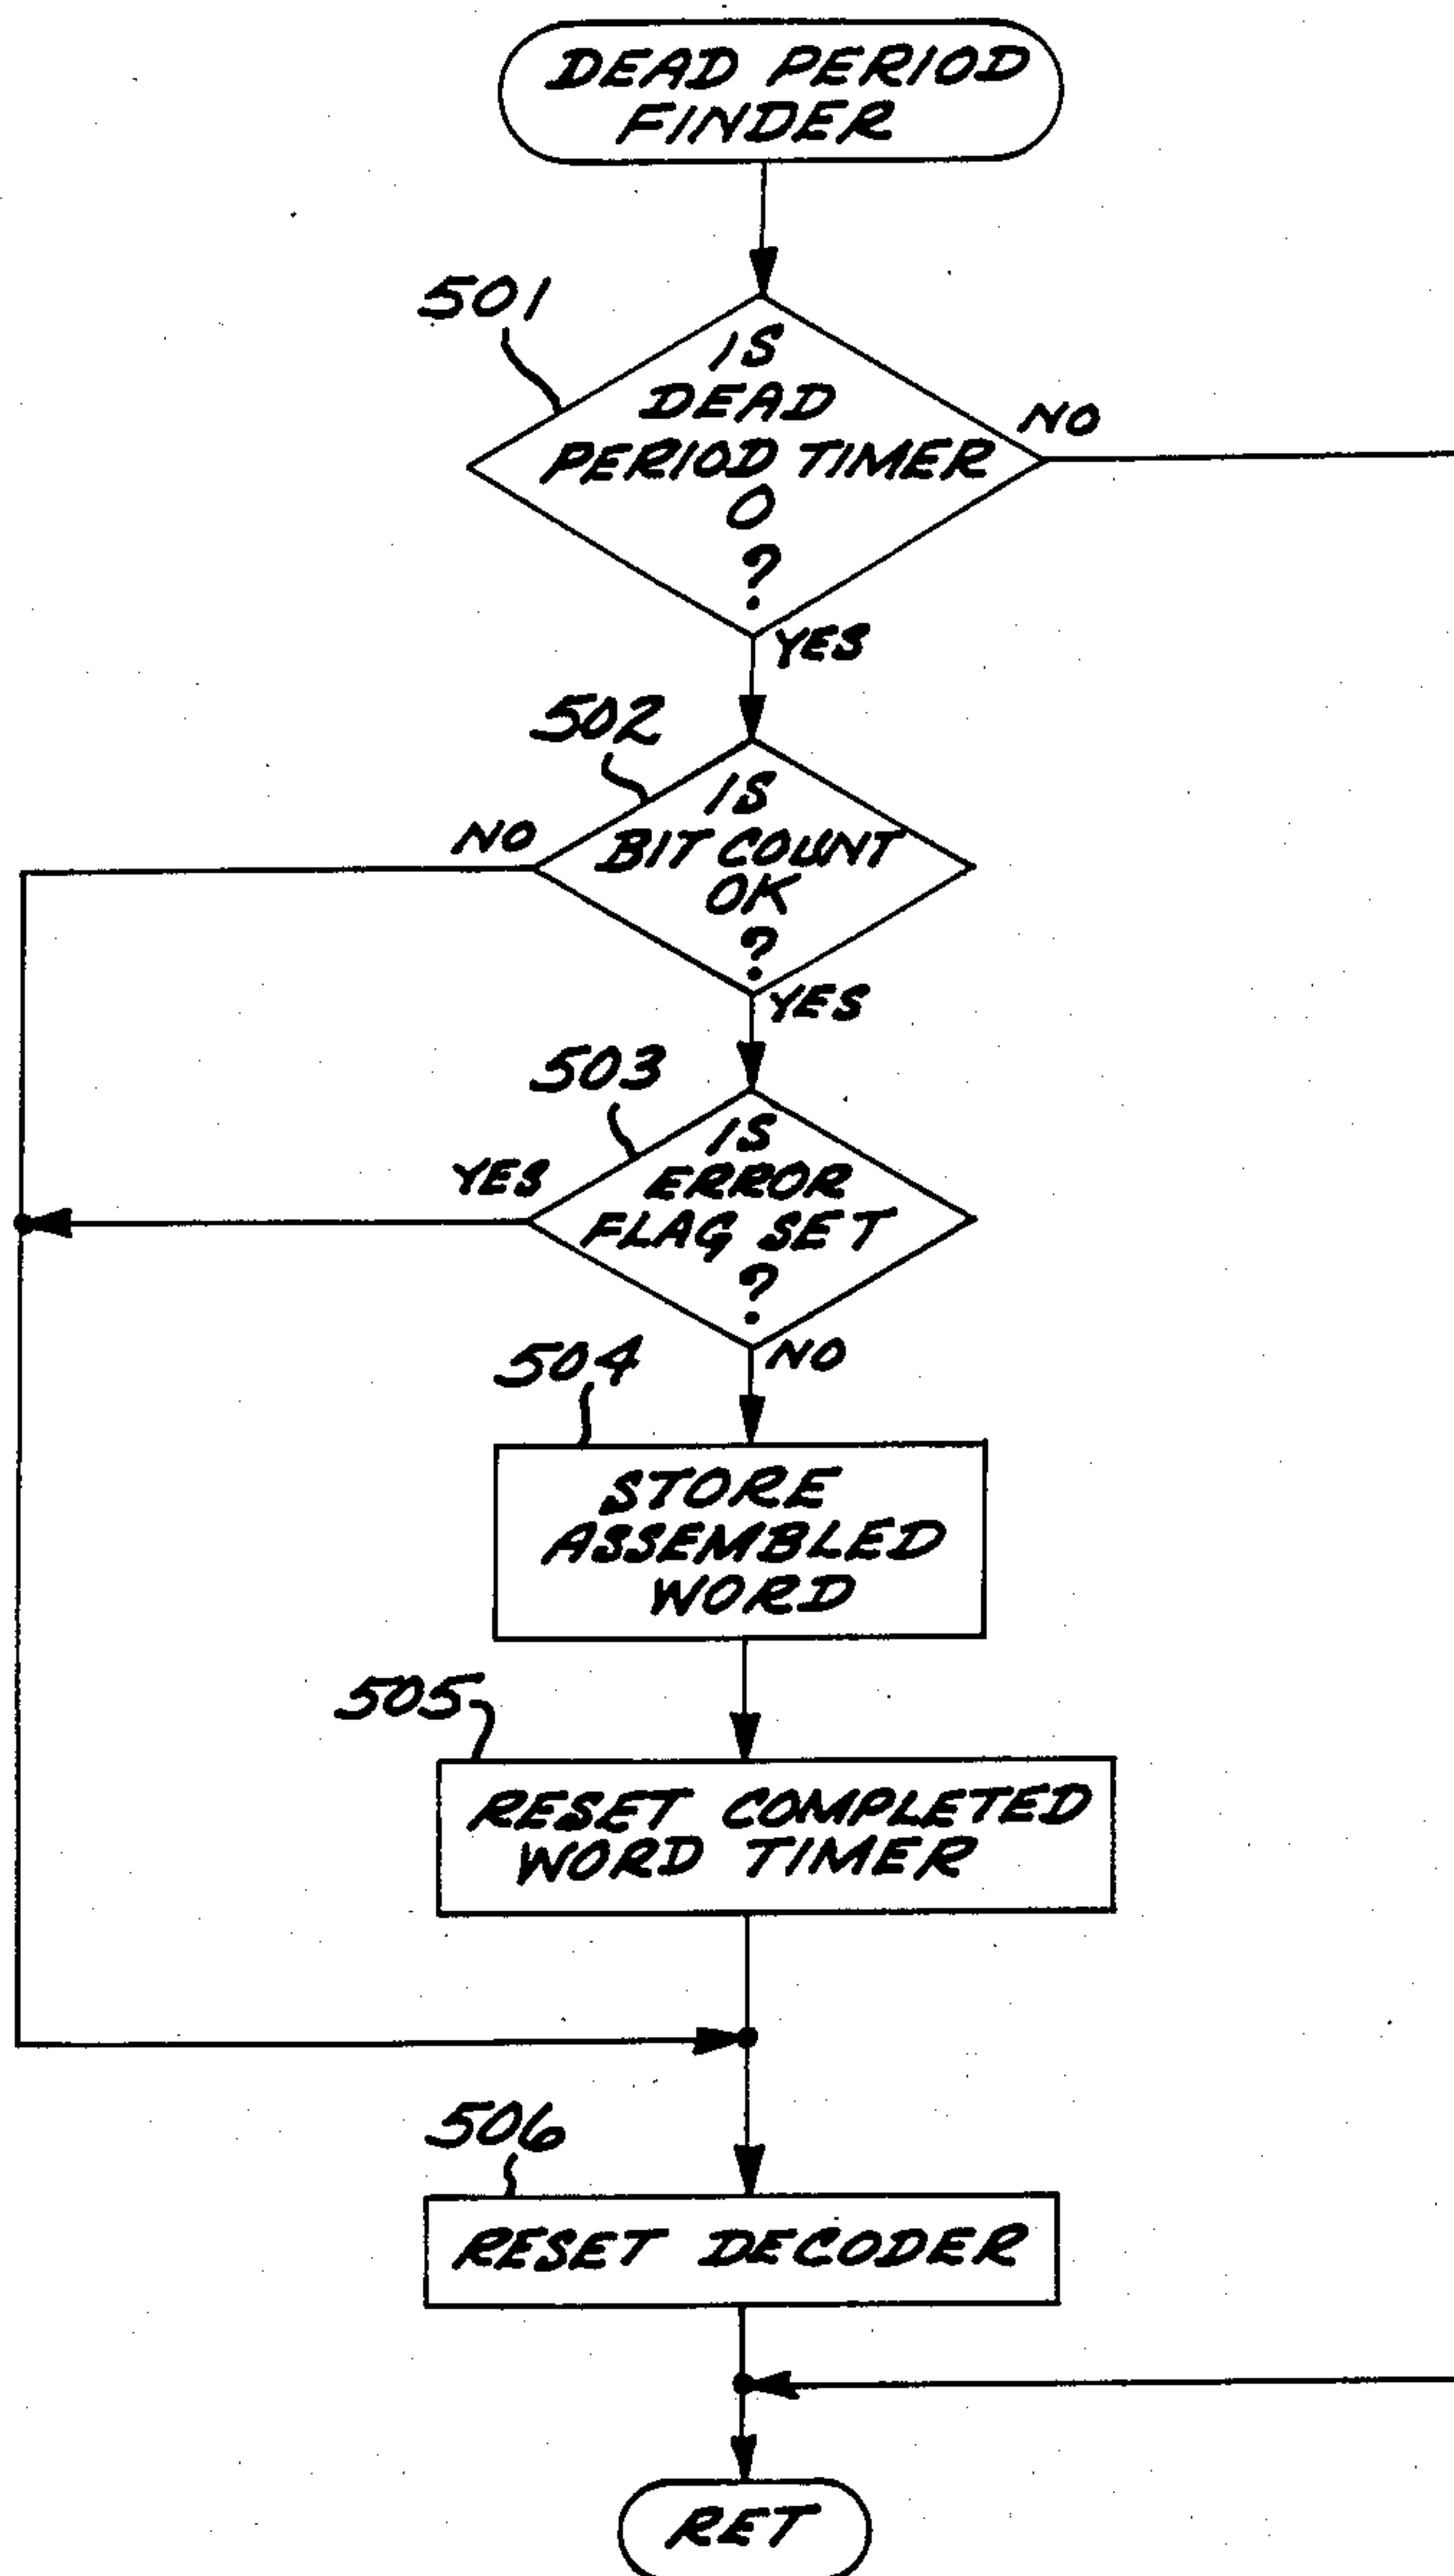 DEAD PERIOD
FINDER
501
IS
DEAD
PERIOD TIMER
0
?
NO
YES
502
IS
BIT COUNT
OK
?
NO
YES
503
IS
ERROR
FLAG SET
?
YES
NO
504
STORE
ASSEMBLED
WORD
505
RESET COMPLETED
WORD TIMER
506
RESET DECODER
RET